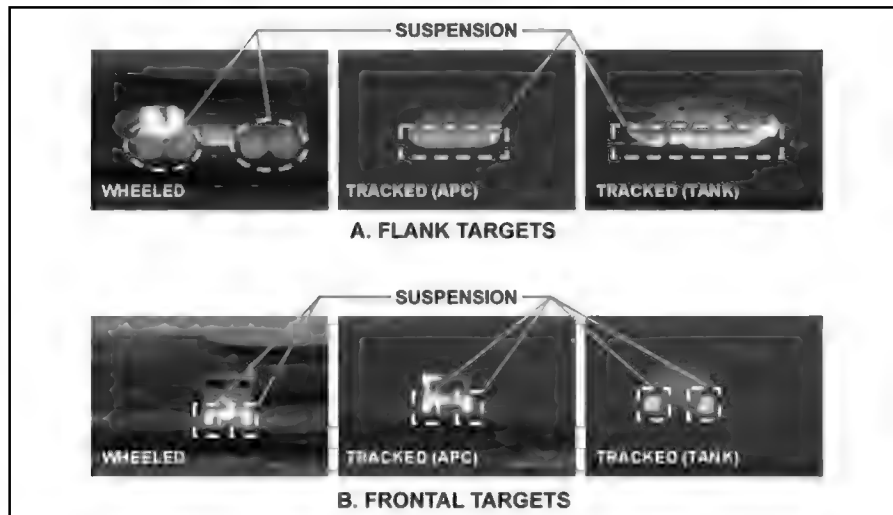 SUSPENSION
WHEELED TRACKED (APC) TRACKED (TANK)
A. FLANK TARGETS
SUSPENSION
WHEELED TRACKED (APC) TRACKED (TANK)
B. FRONTAL TARGETS